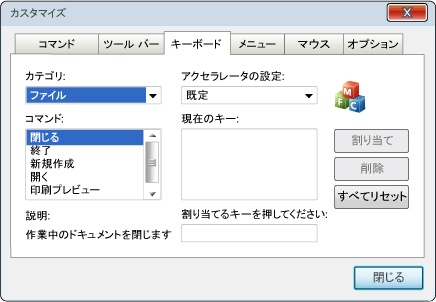 カスタマイズ
コマンド ツール バー キーボード メニュー マウス オプション
カテゴリ: アクセラレータの設定:
ファイル 既定
M F C
コマンド: 現在のキー:
閉じる
終了
新規作成
開く
印刷プレビュー
割り当て
削除
すべてリセット
説明: 割り当てるキーを押してください:
作業中のドキュメントを閉じます
閉じる